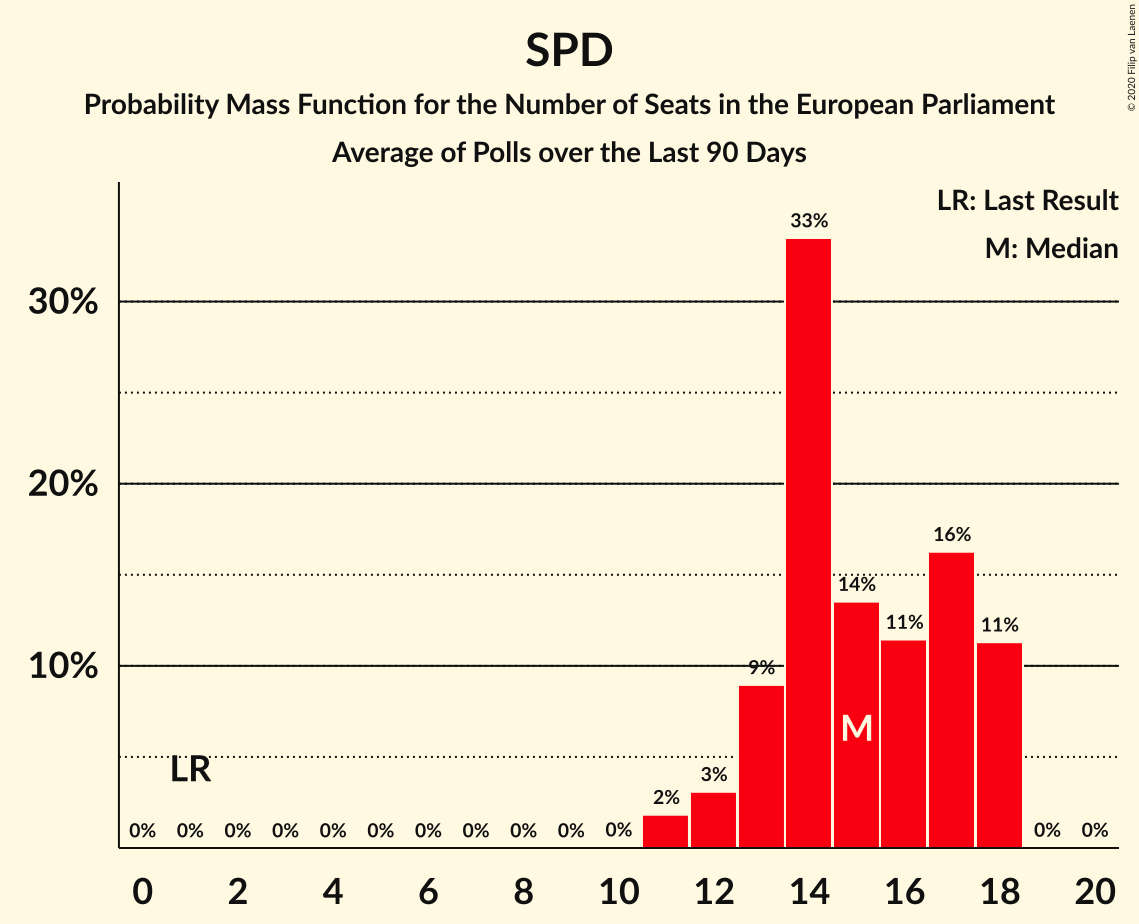 SPD
Probability Mass Function for the Number of Seats in the European Parliament
Average of Polls over the Last 90 Days
© 2020 Filip van Laenen
LR: Last Result
M: Median
30%
20%
10%
0% 0% 0% 0% 0% 0% 0% 0% 0% 0% 0% 2% 3% 9% 33% 14% 11% 16% 11% 0% 0%
LR
M
0 2 4 6 8 10 12 14 16 18 20